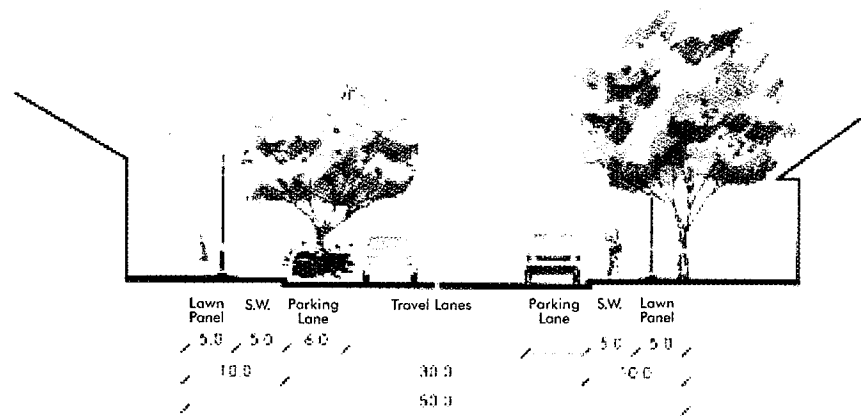 Lawn Panel S.W. Parking Lane Travel Lanes Parking Lane S.W. Lawn Panel
5.0 5.0 6.0 5.0 5.0
10.0 30.0 10.0
50.0